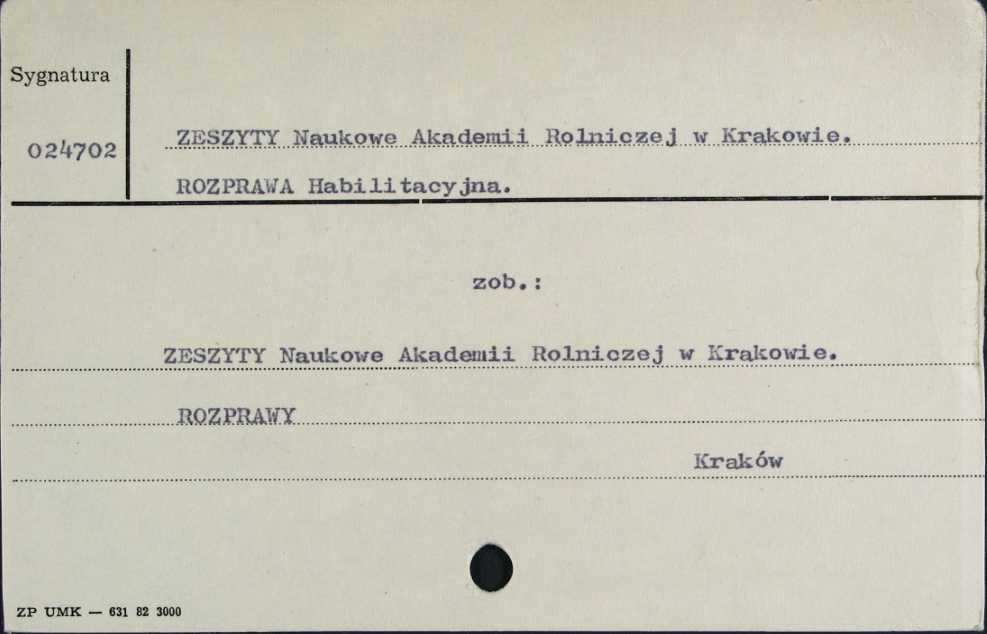 Sygnatura
024702
ZESZYTY Naukowe Akademii Rolniczej w Krakowie.
ROZPRAWA Habilitacyjna.
zob.:
ZESZYTY Naukowe Akademii Rolniczej w Krakowie.
ROZPRAWY
Kraków
ZP UMK — 631 82 3000